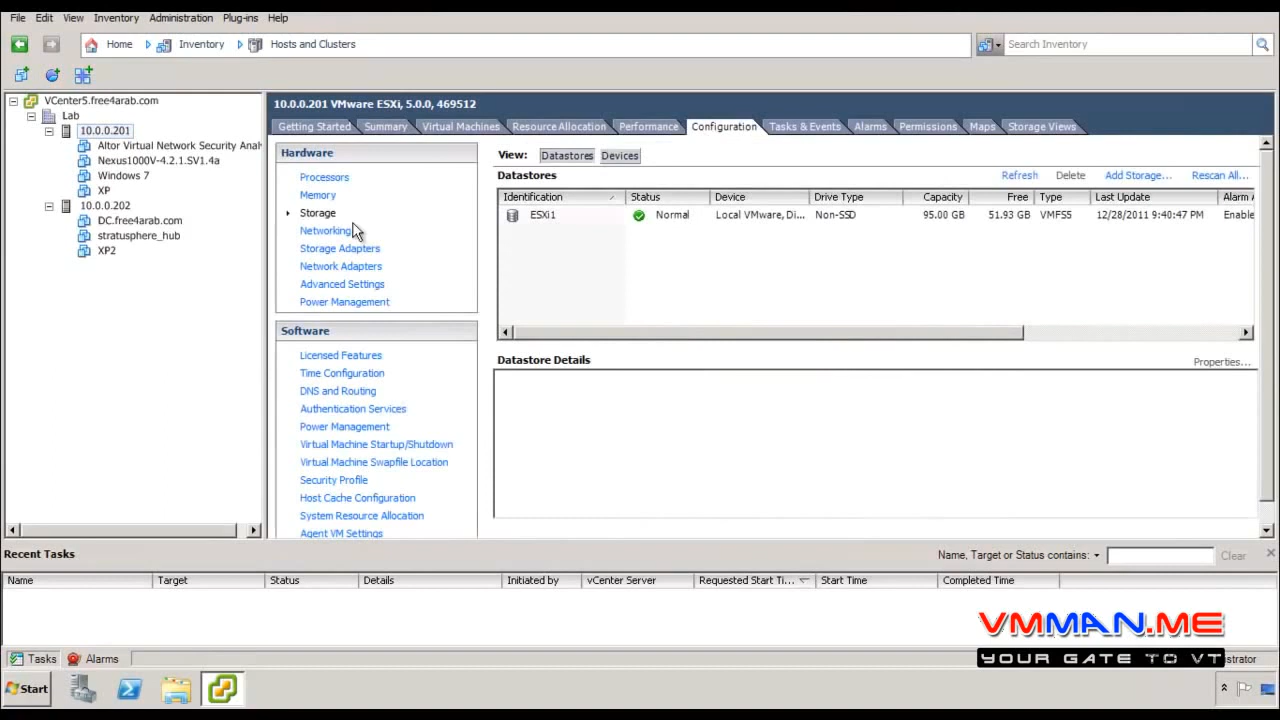 File Edit View Inventory Administration Plug-ins Help
Home Inventory Hosts and Clusters Search Inventory
VCenter5.free4arab.com
Lab
10.0.0.201
Altor Virtual Network Security Anal
Nexus1000V-4.2.1.SV1.4a
Windows 7
XP
10.0.0.202
DC.free4arab.com
stratusphere_hub
XP2
10.0.0.201 VMware ESXi, 5.0.0, 469512
Getting Started Summary Virtual Machines Resource Allocation Performance Configuration Tasks & Events Alarms Permissions Maps Storage Views
Hardware
Processors
Memory
Storage
Networking
Storage Adapters
Network Adapters
Advanced Settings
Power Management
Software
Licensed Features
Time Configuration
DNS and Routing
Authentication Services
Power Management
Virtual Machine Startup/Shutdown
Virtual Machine Swapfile Location
Security Profile
Host Cache Configuration
System Resource Allocation
Agent VM Settings
View: Datastores Devices
Datastores Refresh Delete Add Storage... Rescan All...
Identification Status Device Drive Type Capacity Free Type Last Update Alarm A
ESXi1 Normal Local VMware, Di... Non-SSD 95.00 GB 51.93 GB VMFS5 12/28/2011 9:40:47 PM Enable
Datastore Details Properties...
Recent Tasks Name, Target or Status contains: Clear
Name Target Status Details Initiated by vCenter Server Requested Start Ti... Start Time Completed Time
VMMAN.ME
YOUR GATE TO VT
Tasks Alarms strator
Start